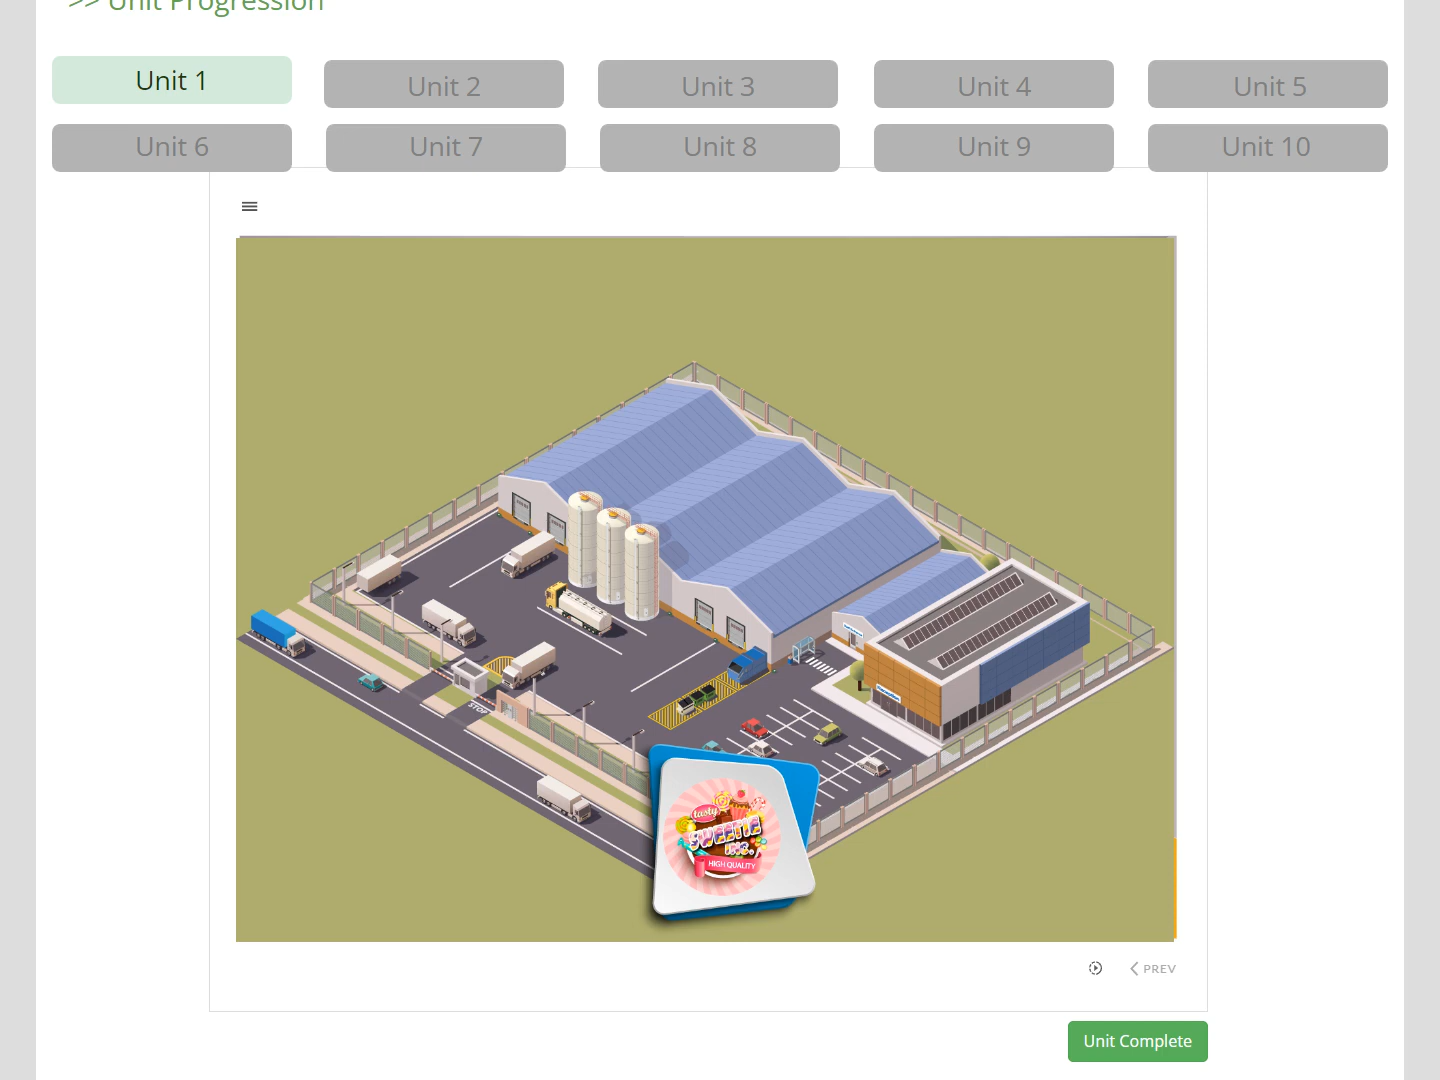 >> Unit Progression
Unit 1
Unit 2
Unit 3
Unit 4
Unit 5
Unit 6
Unit 7
Unit 8
Unit 9
Unit 10
STOP
tasty
SWEETIE
INC.
HIGH QUALITY
PREV
Unit Complete